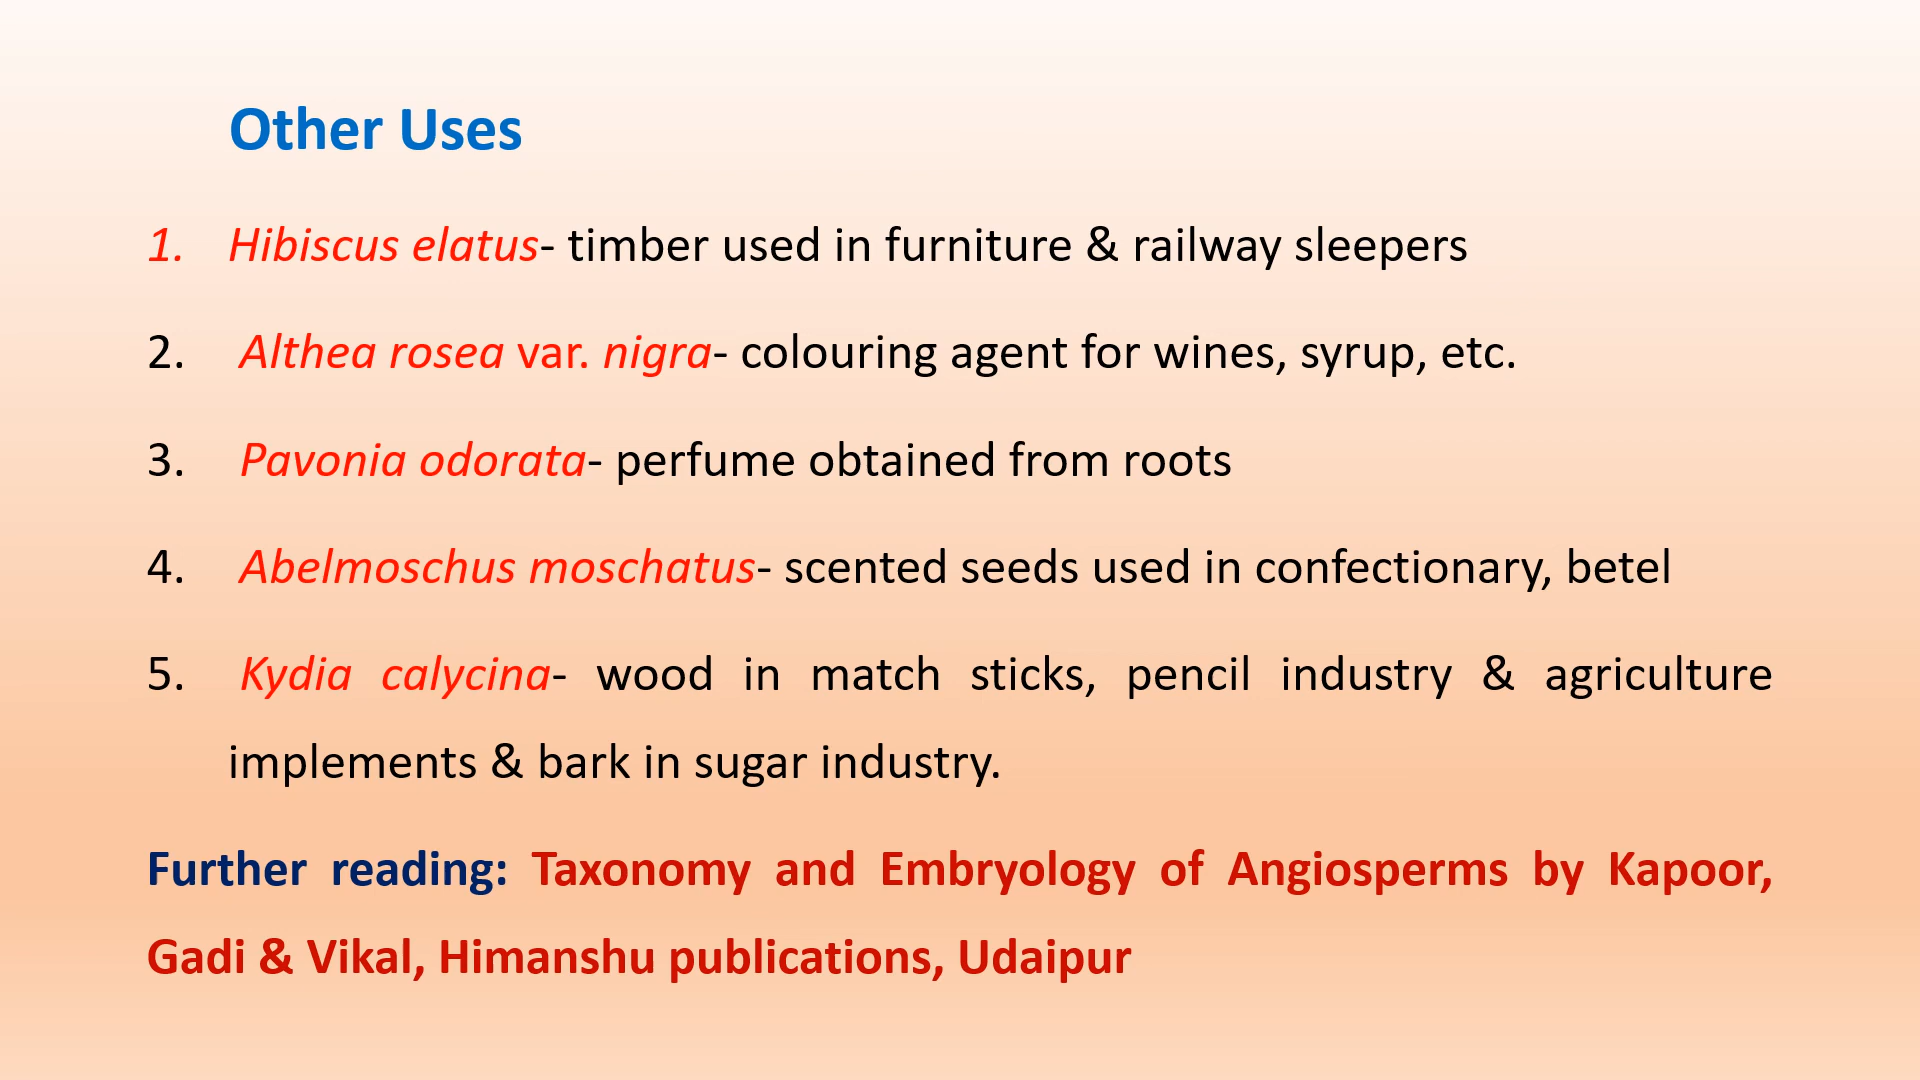 Other Uses
1. Hibiscus elatus- timber used in furniture & railway sleepers
2. Althea rosea var. nigra- colouring agent for wines, syrup, etc.
3. Pavonia odorata- perfume obtained from roots
4. Abelmoschus moschatus- scented seeds used in confectionary, betel
5. Kydia calycina- wood in match sticks, pencil industry & agriculture
implements & bark in sugar industry.
Further reading: Taxonomy and Embryology of Angiosperms by Kapoor,
Gadi & Vikal, Himanshu publications, Udaipur